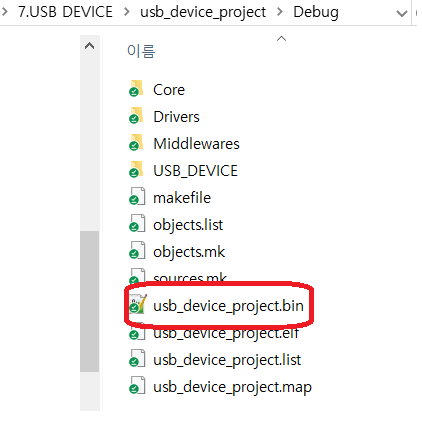 7.USB DEVICE > usb_device_project > Debug
이름
Core
Drivers
Middlewares
USB_DEVICE
makefile
objects.list
objects.mk
sources.mk
usb_device_project.bin
usb_device_project.elf
usb_device_project.list
usb_device_project.map